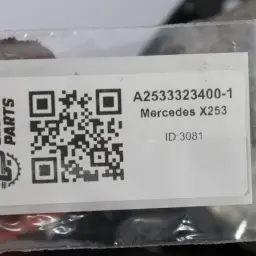 PARTS
A2533323400-1
Mercedes X253
ID:3081